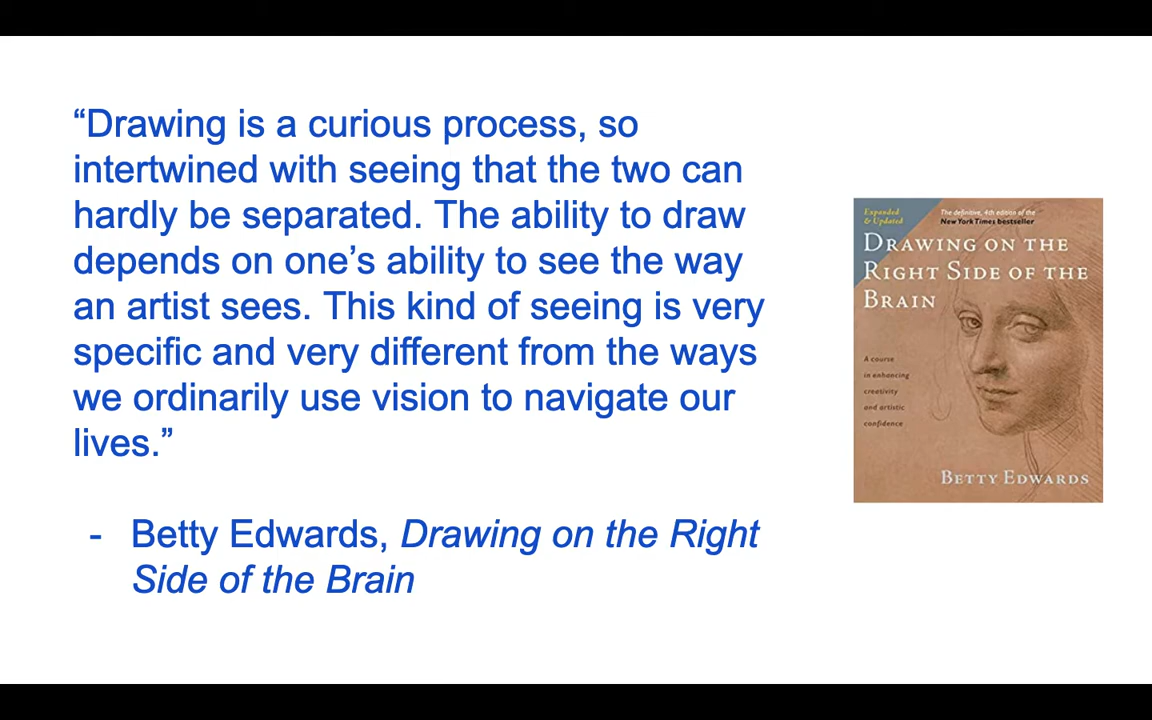 “Drawing is a curious process, so
intertwined with seeing that the two can
hardly be separated. The ability to draw
depends on one’s ability to see the way
an artist sees. This kind of seeing is very
specific and very different from the ways
we ordinarily use vision to navigate our
lives.”
- Betty Edwards, Drawing on the Right
Side of the Brain
Expanded
& Updated
The definitive, 4th edition of the
New York Times bestseller
DRAWING ON THE
RIGHT SIDE OF THE
BRAIN
A course
in enhancing
creativity
and artistic
confidence
BETTY EDWARDS